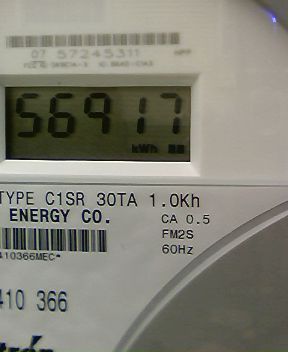 07 57245311
56917
kWh
TYPE C1SR 30TA 1.0Kh
ENERGY CO. CA 0.5
FM2S
60Hz
410366MEC*
410 366